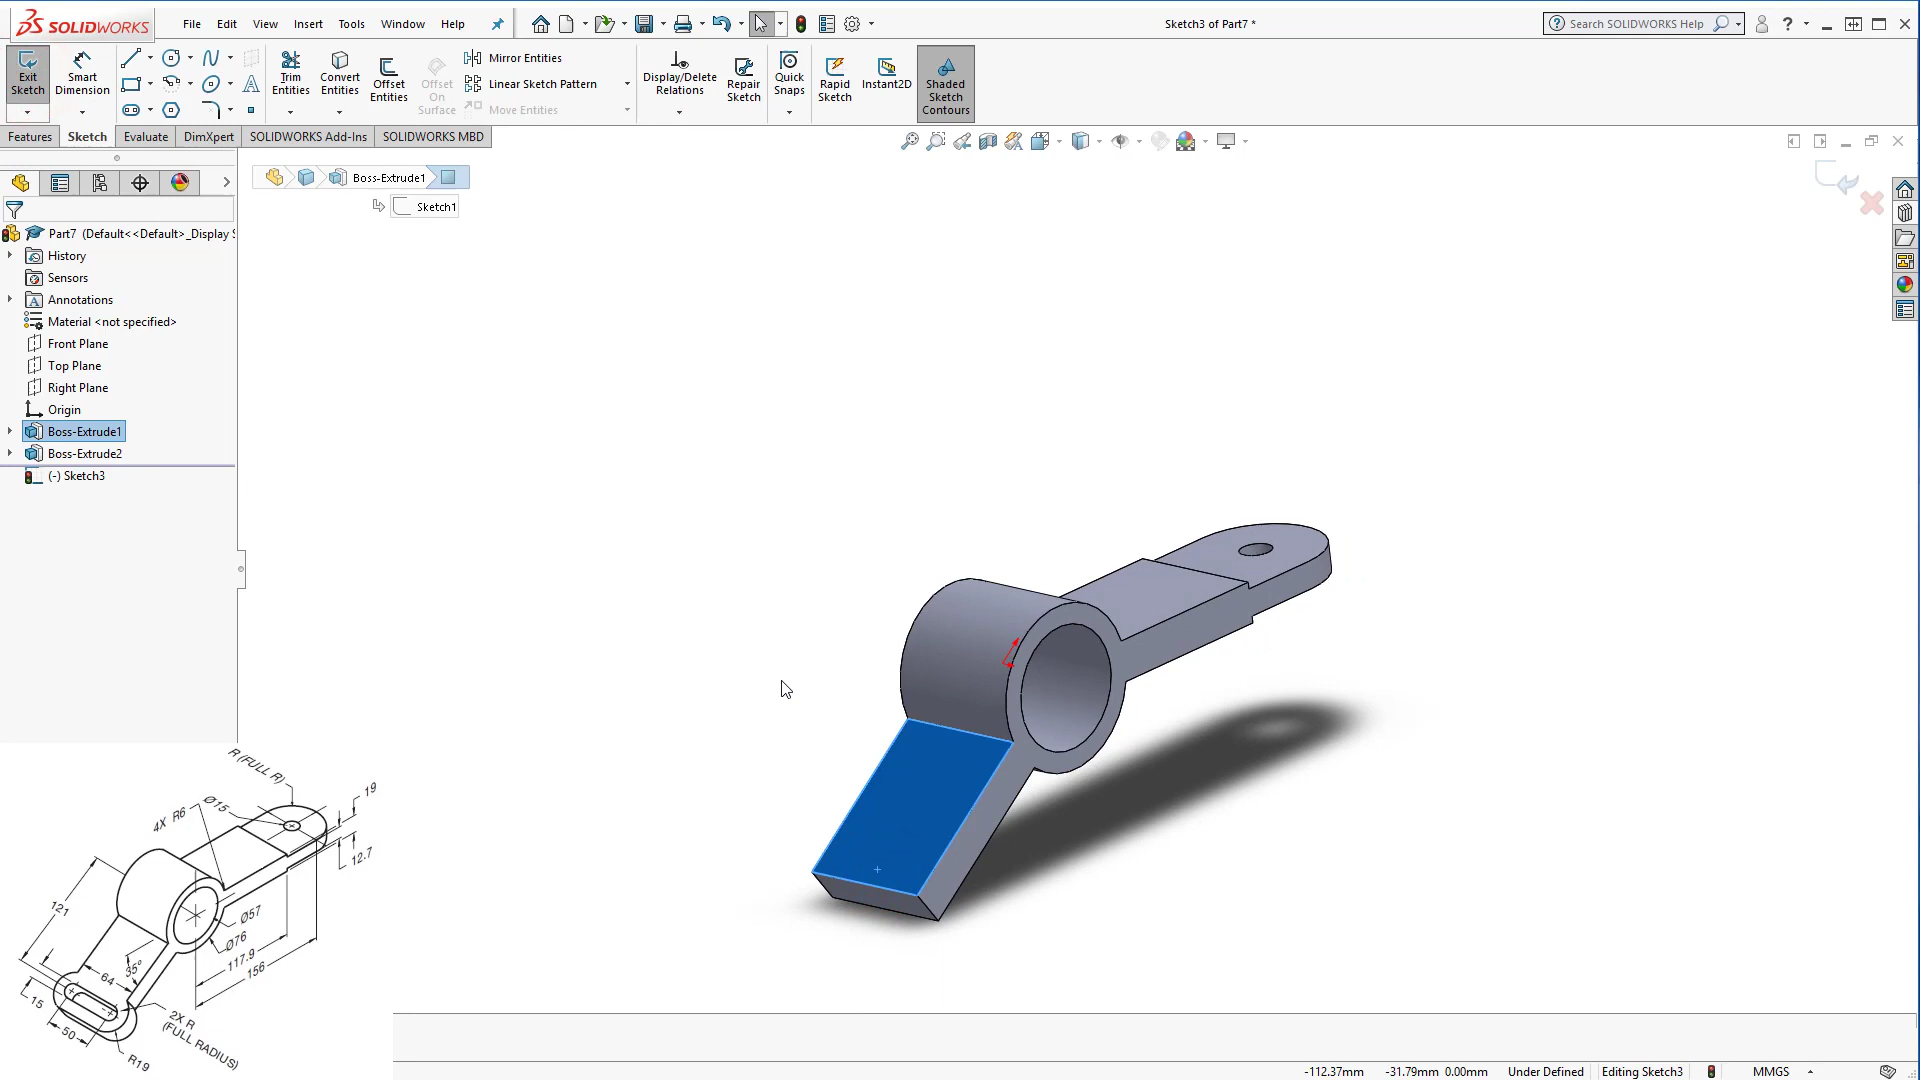 SOLIDWORKS
File Edit View Insert Tools Window Help
Sketch3 of Part7 *
Search SOLIDWORKS Help
Exit Sketch
Smart Dimension
Trim Entities
Convert Entities
Offset Entities
Offset On Surface
Mirror Entities
Linear Sketch Pattern
Move Entities
Display/Delete Relations
Repair Sketch
Quick Snaps
Rapid Sketch
Instant2D
Shaded Sketch Contours
Features Sketch Evaluate DimXpert SOLIDWORKS Add-Ins SOLIDWORKS MBD
Boss-Extrude1
Sketch1
Part7 (Default<<Default>_Display S
History
Sensors
Annotations
Material <not specified>
Front Plane
Top Plane
Right Plane
Origin
Boss-Extrude1
Boss-Extrude2
(-) Sketch3
R (FULL R)
Ø15
4X R6
19
12.7
121
Ø57
Ø76
117.9
156
35°
64
15
50
2X R
(FULL RADIUS)
R19
-112.37mm -31.79mm 0.00mm Under Defined Editing Sketch3 MMGS